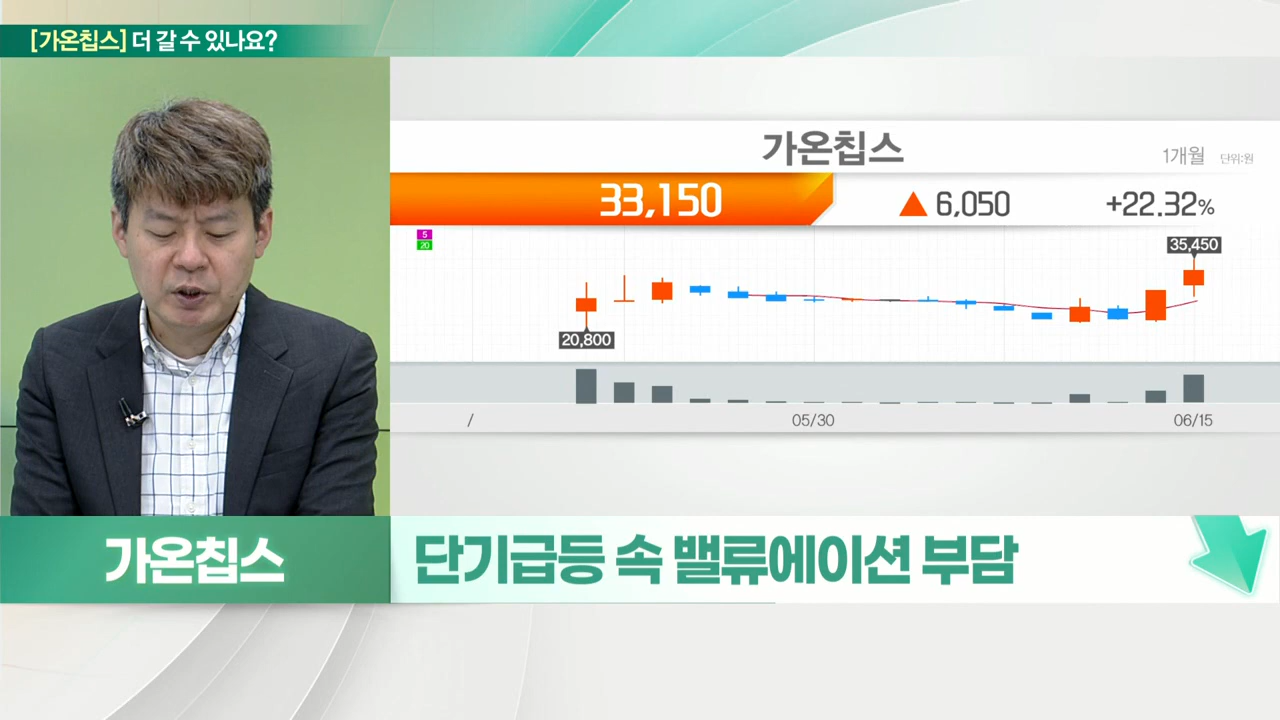 [가온칩스] 더 갈 수 있나요?
가온칩스
1개월 단위:원
33,150 ▲ 6,050 +22.32%
5
20
35,450
20,800
/ 05/30 06/15
가온칩스 단기급등 속 밸류에이션 부담